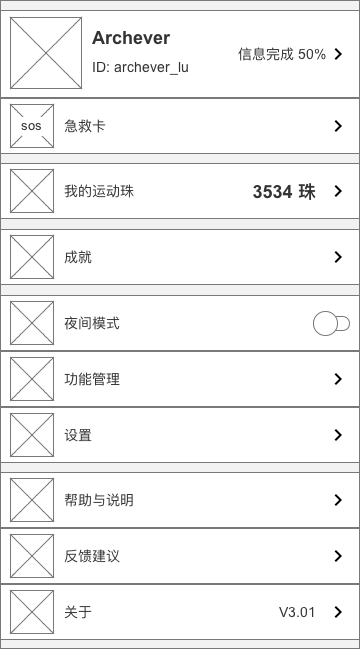 Archever
信息完成 50%
ID: archever_lu
sos
急救卡
我的运动珠
3534 珠
成就
夜间模式
功能管理
设置
帮助与说明
反馈建议
关于
V3.01